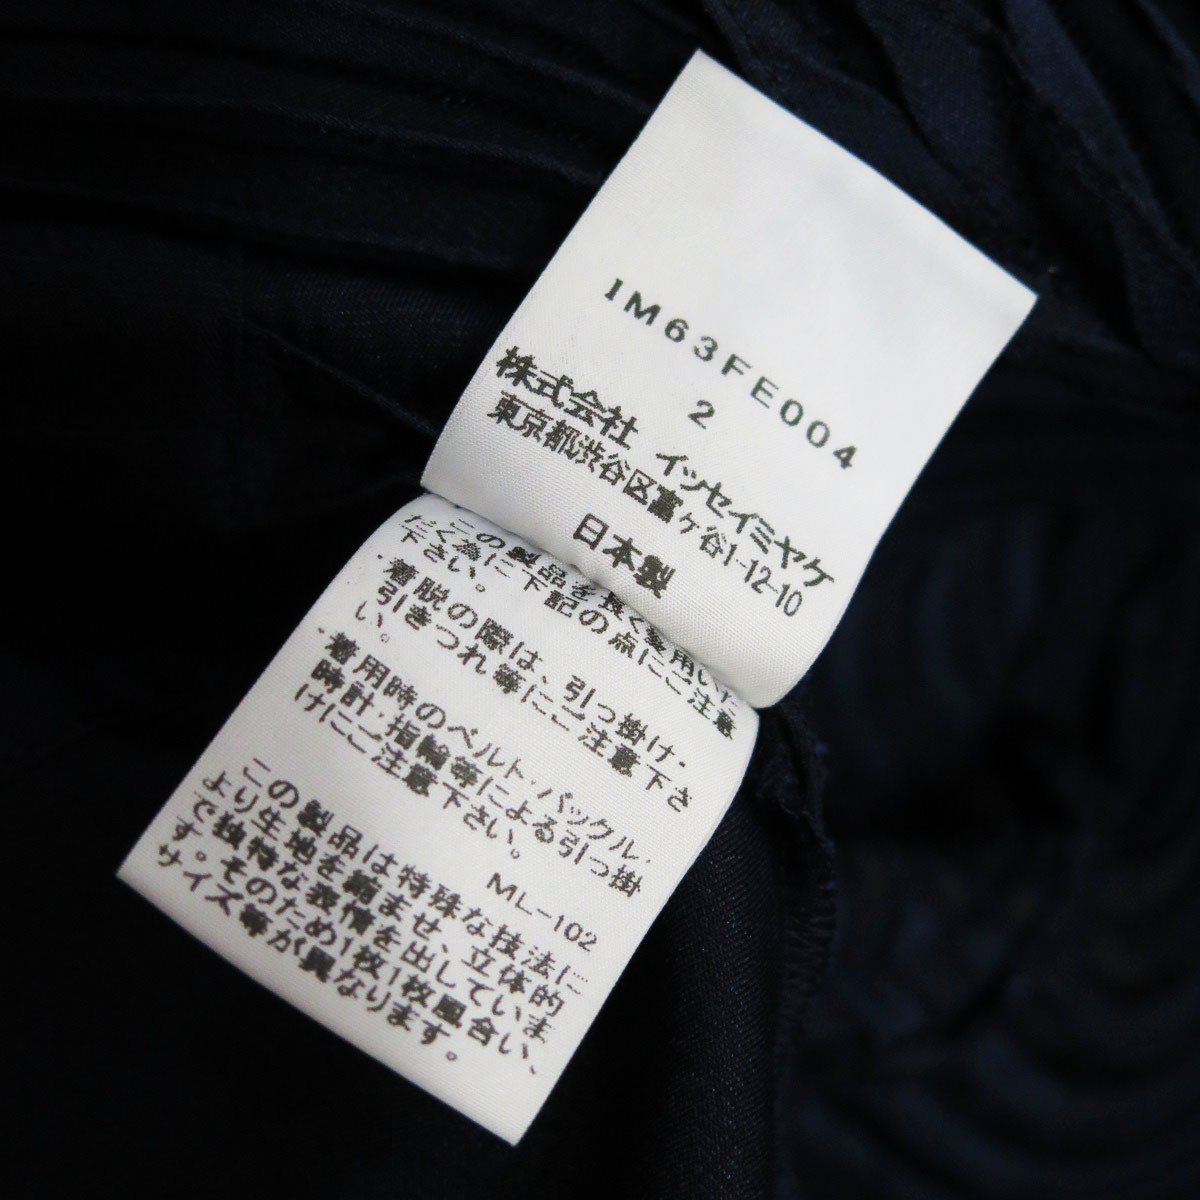 IM63FE004
2
株式会社 イッセイミヤケ
東京都渋谷区富ケ谷1-12-10
日本製
この製品を良く愛用いた
だく為に下記の点にご注意
下さい。
・着脱の際は、引っ掛け・
引きつれ等にご注意下さ
い。
・着用時のベルト・バックル・
時計・指輪等による引っ掛
けにご注意下さい。
ML-102
この製品は特殊な技法に
より生地を縮ませ、立体的
で独特な表情を出していま
す。そのため1枚1枚風合い、
サイズ等が異なります。